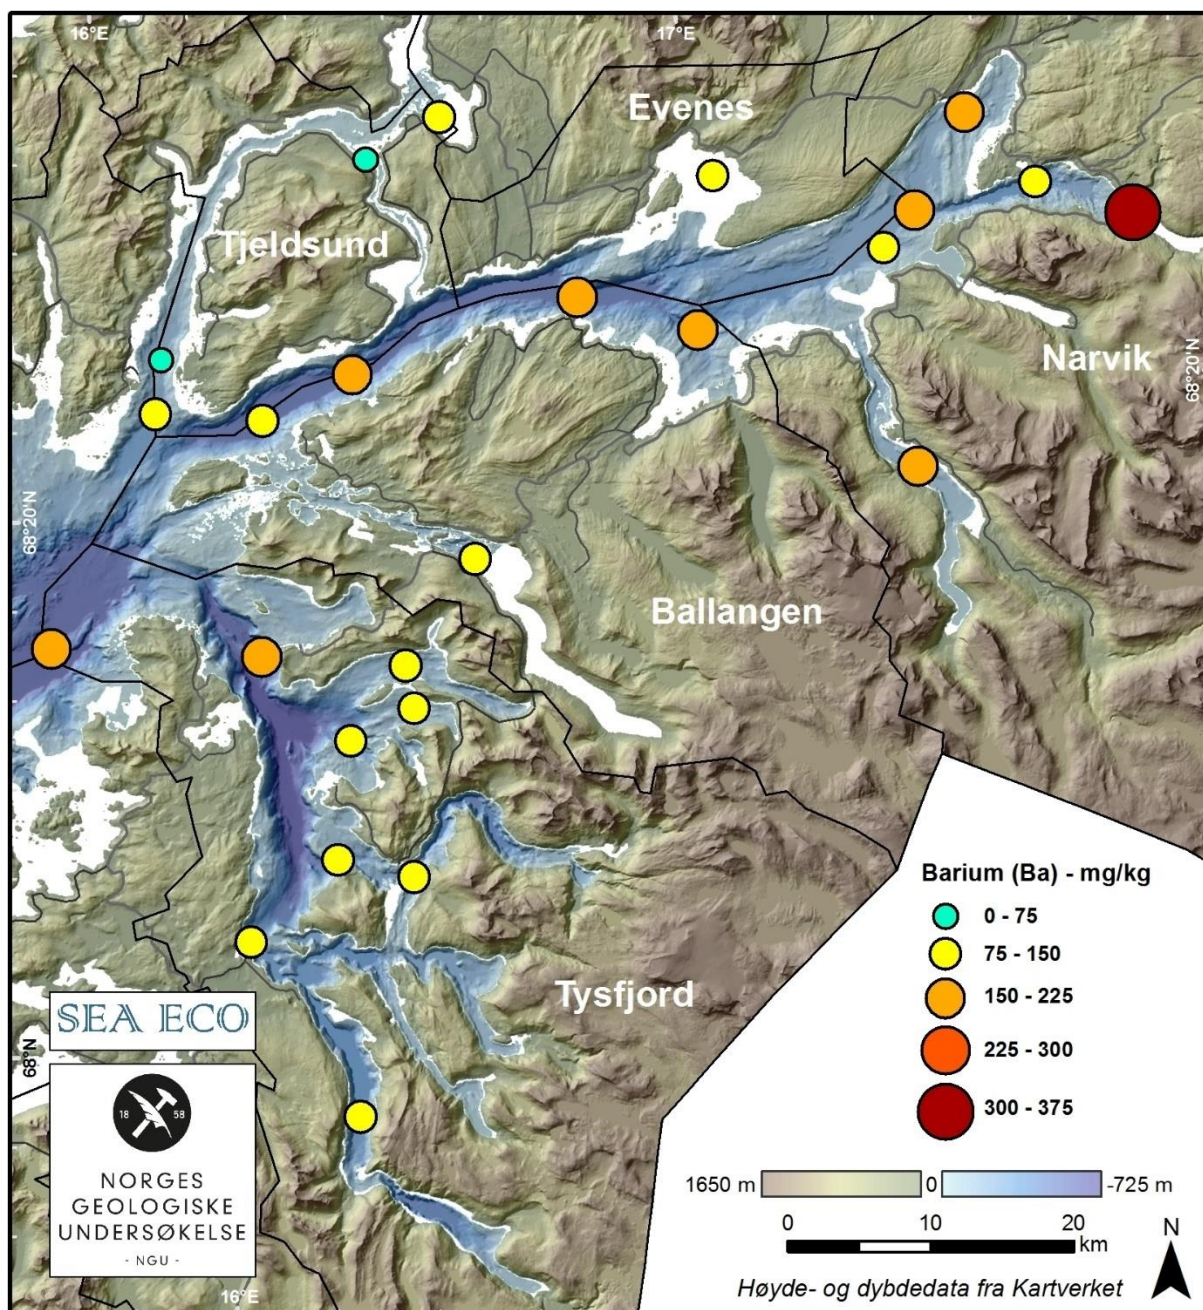 16°E
17°E
Evenes
Tjeldsund
Narvik
68°20'N
68°20'N
Ballangen
Barium (Ba) - mg/kg
0 - 75
75 - 150
150 - 225
225 - 300
300 - 375
Tysfjord
SEA ECO
68°N
18 58
NORGES
GEOLOGISKE
UNDERSØKELSE
- NGU -
1650 m 0 -725 m
0 10 20
km
N
Høyde- og dybdedata fra Kartverket
16°E